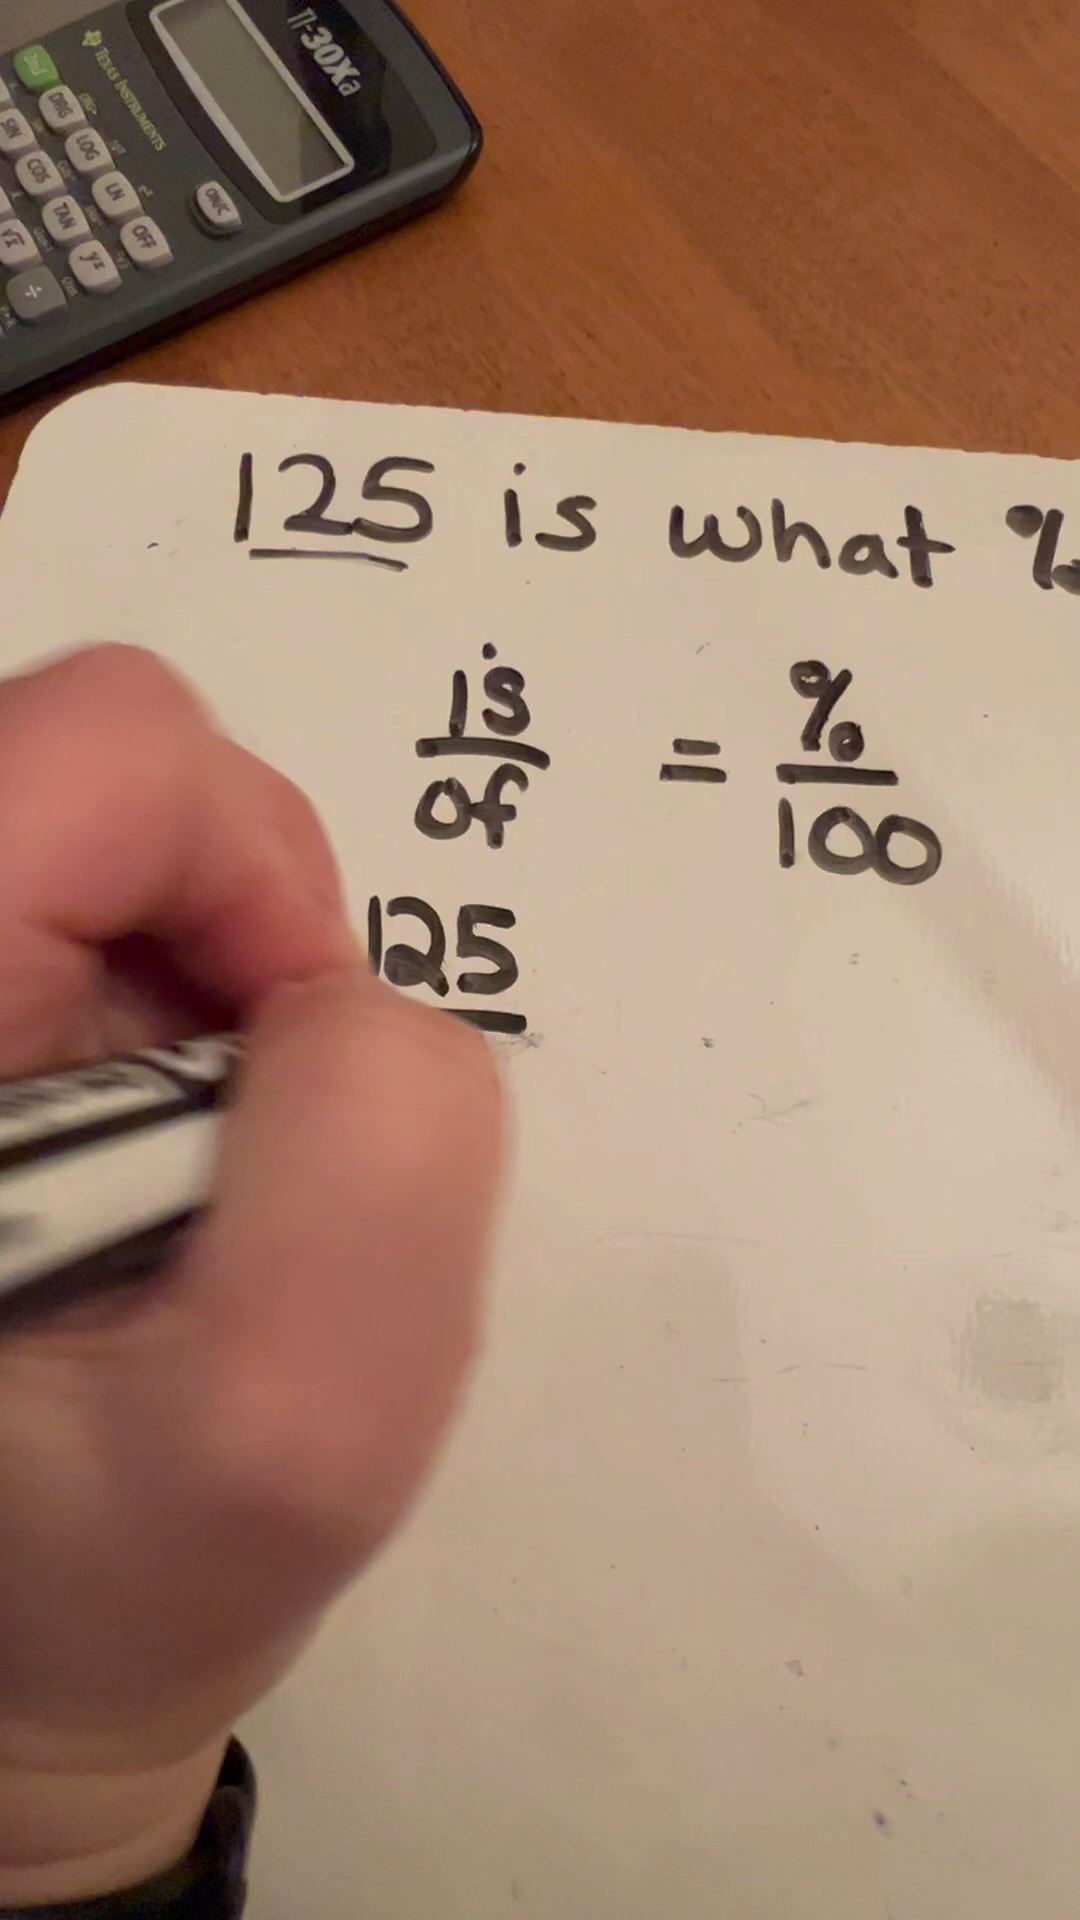 TI-30Xa
TEXAS INSTRUMENTS
2nd
DRG
LOG
SIN
COS
LN
ON/C
TAN
OFF
√x
yˣ
÷
125 is what %
is = %
of 100
125